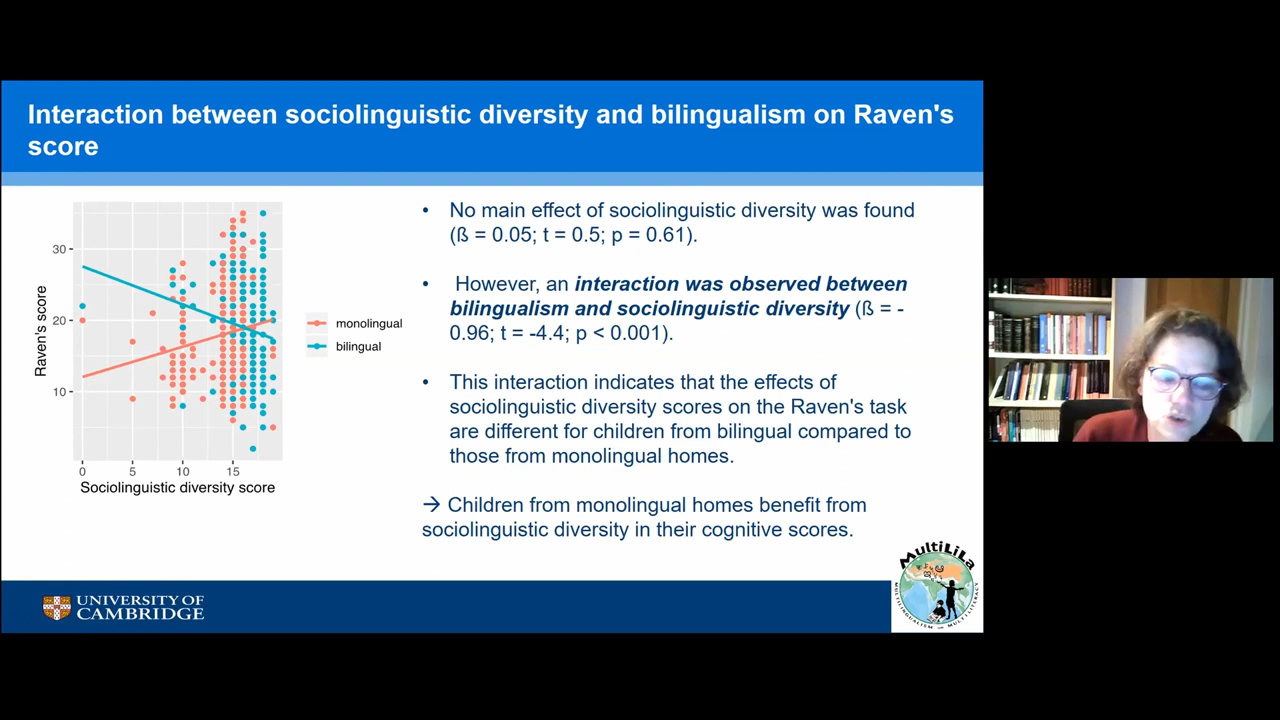 Interaction between sociolinguistic diversity and bilingualism on Raven's
score
30
20
10
Raven's score
0
5
10
15
Sociolinguistic diversity score
monolingual
bilingual
• No main effect of sociolinguistic diversity was found
(ß = 0.05; t = 0.5; p = 0.61).
• However, an interaction was observed between
bilingualism and sociolinguistic diversity (ß = -
0.96; t = -4.4; p < 0.001).
• This interaction indicates that the effects of
sociolinguistic diversity scores on the Raven's task
are different for children from bilingual compared to
those from monolingual homes.
→ Children from monolingual homes benefit from
sociolinguistic diversity in their cognitive scores.
UNIVERSITY OF
CAMBRIDGE
MultiLiLa